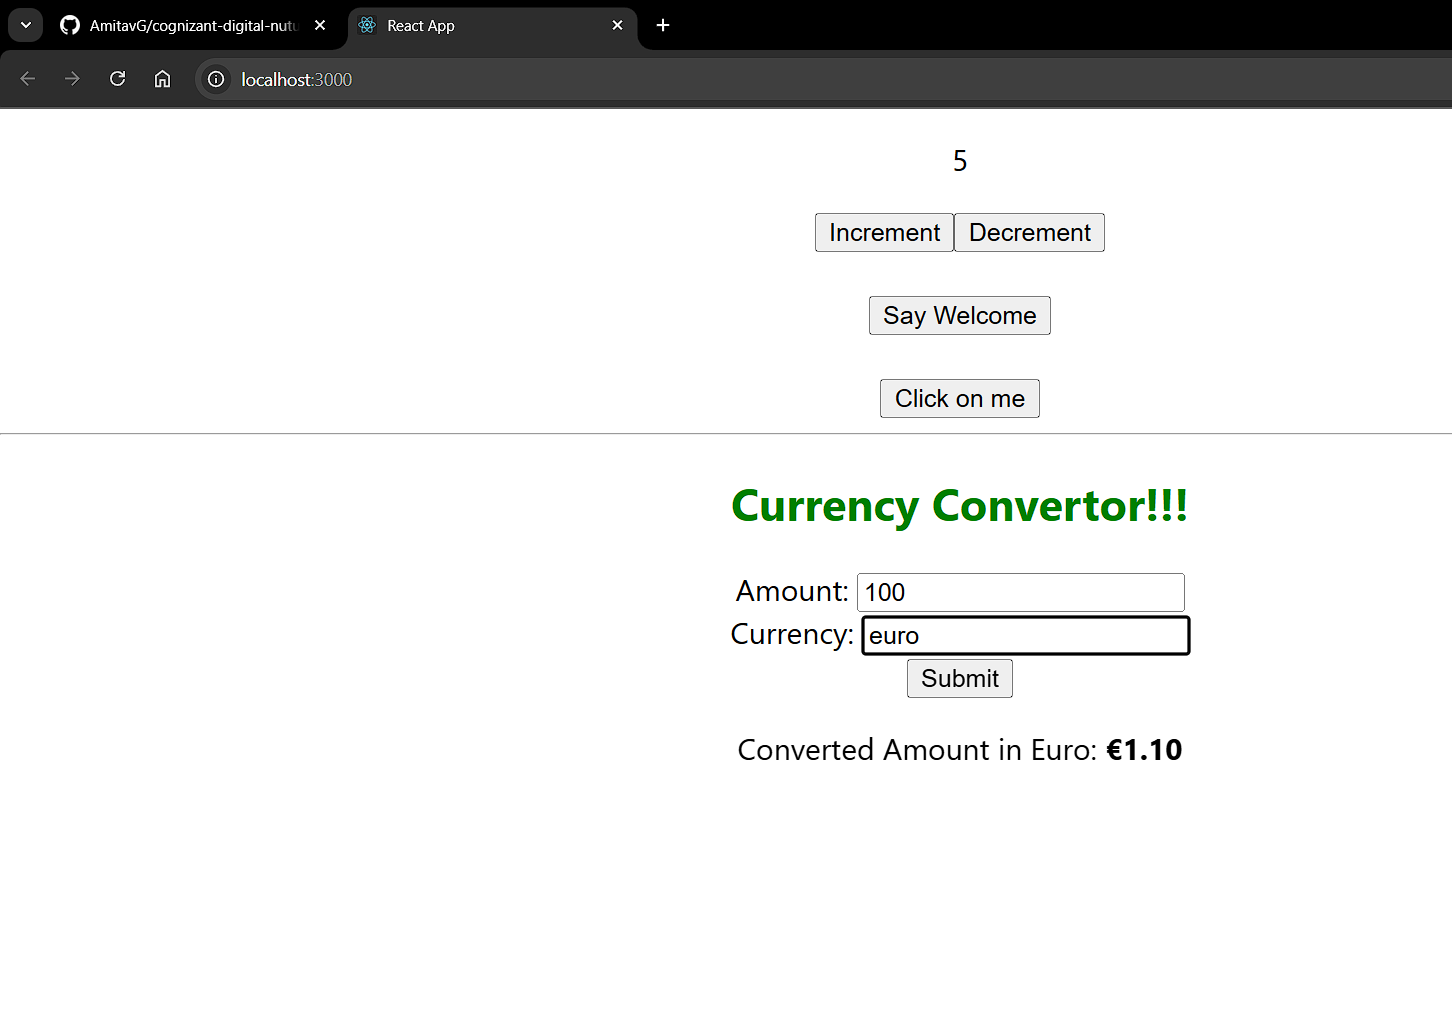 AmitavG/cognizant-digital-nutu
React App
localhost:3000
5
Increment Decrement
Say Welcome
Click on me
Currency Convertor!!!
Amount: 100
Currency: euro
Submit
Converted Amount in Euro: €1.10